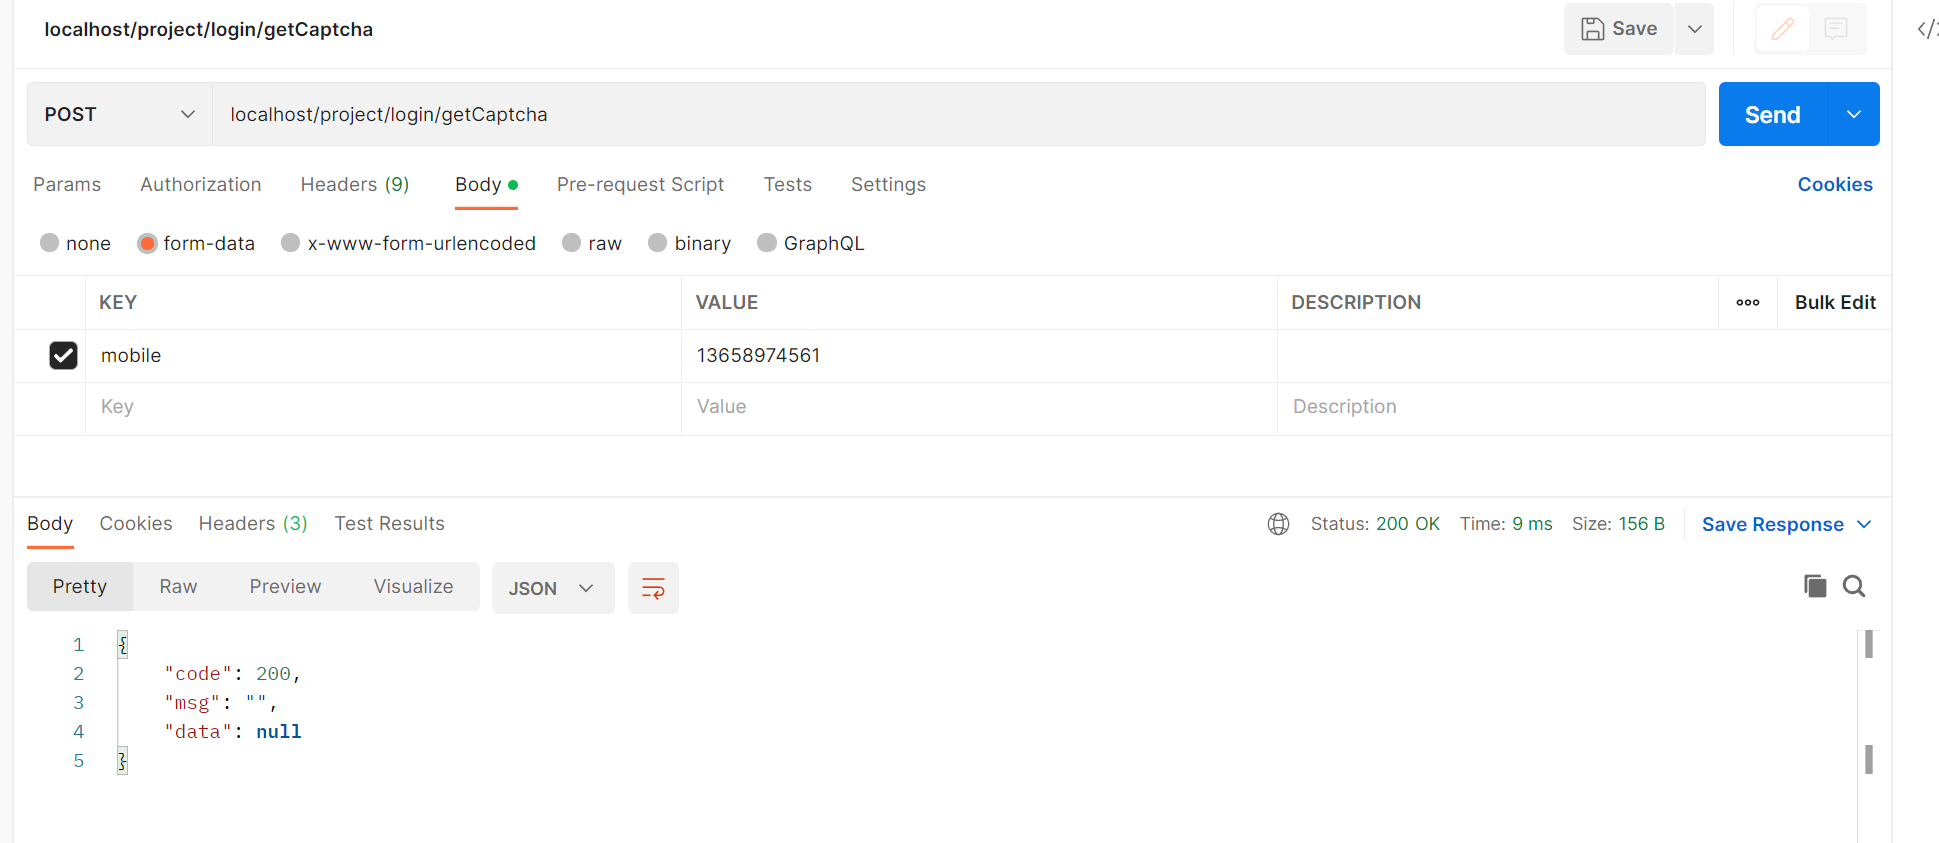 localhost/project/login/getCaptcha
Save
POST
localhost/project/login/getCaptcha
Send
Params Authorization Headers (9) Body Pre-request Script Tests Settings Cookies
none form-data x-www-form-urlencoded raw binary GraphQL
KEY VALUE DESCRIPTION ooo Bulk Edit
mobile 13658974561
Key Value Description
Body Cookies Headers (3) Test Results Status: 200 OK Time: 9 ms Size: 156 B Save Response
Pretty Raw Preview Visualize JSON
1 {
2 "code": 200,
3 "msg": "",
4 "data": null
5 }